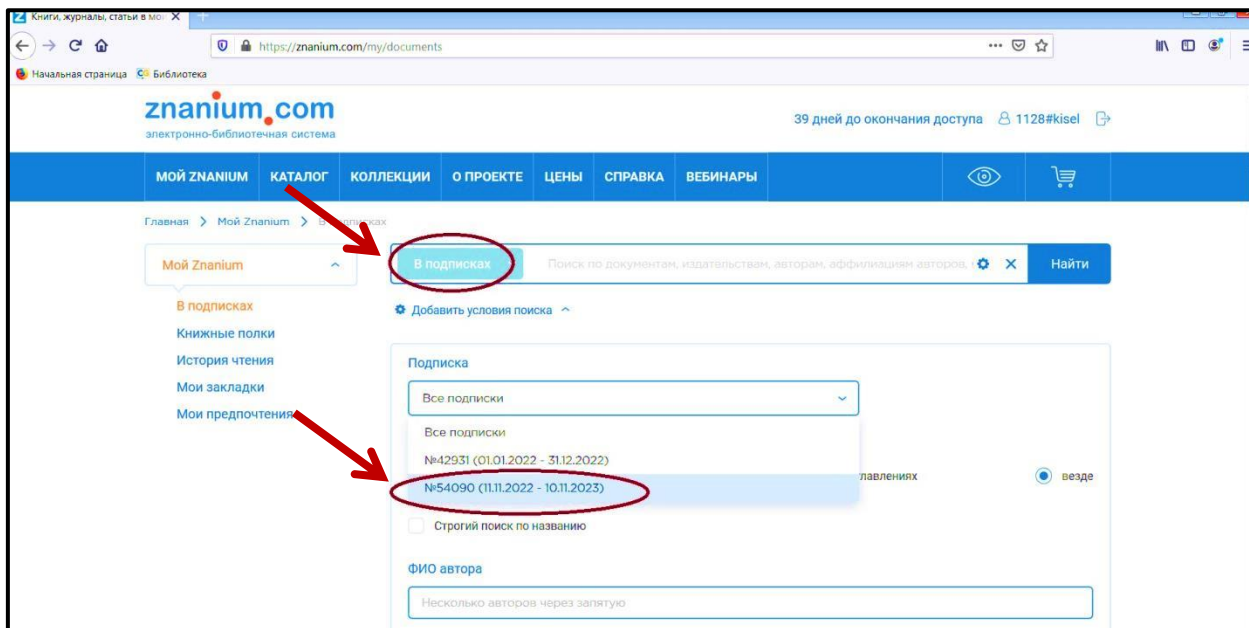 Книги, журналы, статьи в мо
https://znanium.com/my/documents
Начальная страница Библиотека
znanium.com
электронно-библиотечная система
39 дней до окончания доступа 1128#kisel
МОЙ ZNANIUM КАТАЛОГ КОЛЛЕКЦИИ О ПРОЕКТЕ ЦЕНЫ СПРАВКА ВЕБИНАРЫ
Главная > Мой Znanium > В подписках
Мой Znanium
В подписках
Книжные полки
История чтения
Мои закладки
Мои предпочтения
В подписках Поиск по документам, издательствам, авторам, аффилиациям авторов, Найти
Добавить условия поиска
Подписка
Все подписки
Все подписки
№42931 (01.01.2022 - 31.12.2022)
№54090 (11.11.2022 - 10.11.2023)
главлениях везде
Строгий поиск по названию
ФИО автора
Несколько авторов через запятую